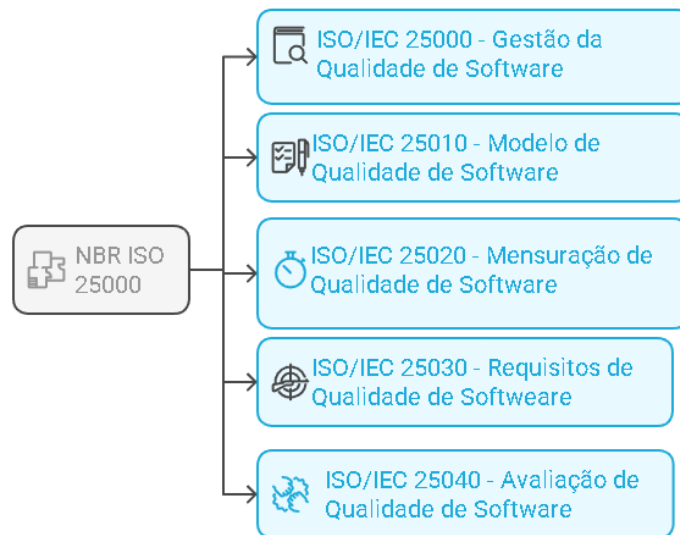 ISO/IEC 25000 - Gestão da
Qualidade de Software
ISO/IEC 25010 - Modelo de
Qualidade de Software
NBR ISO
25000
ISO/IEC 25020 - Mensuração de
Qualidade de Software
ISO/IEC 25030 - Requisitos de
Qualidade de Softweare
ISO/IEC 25040 - Avaliação de
Qualidade de Software